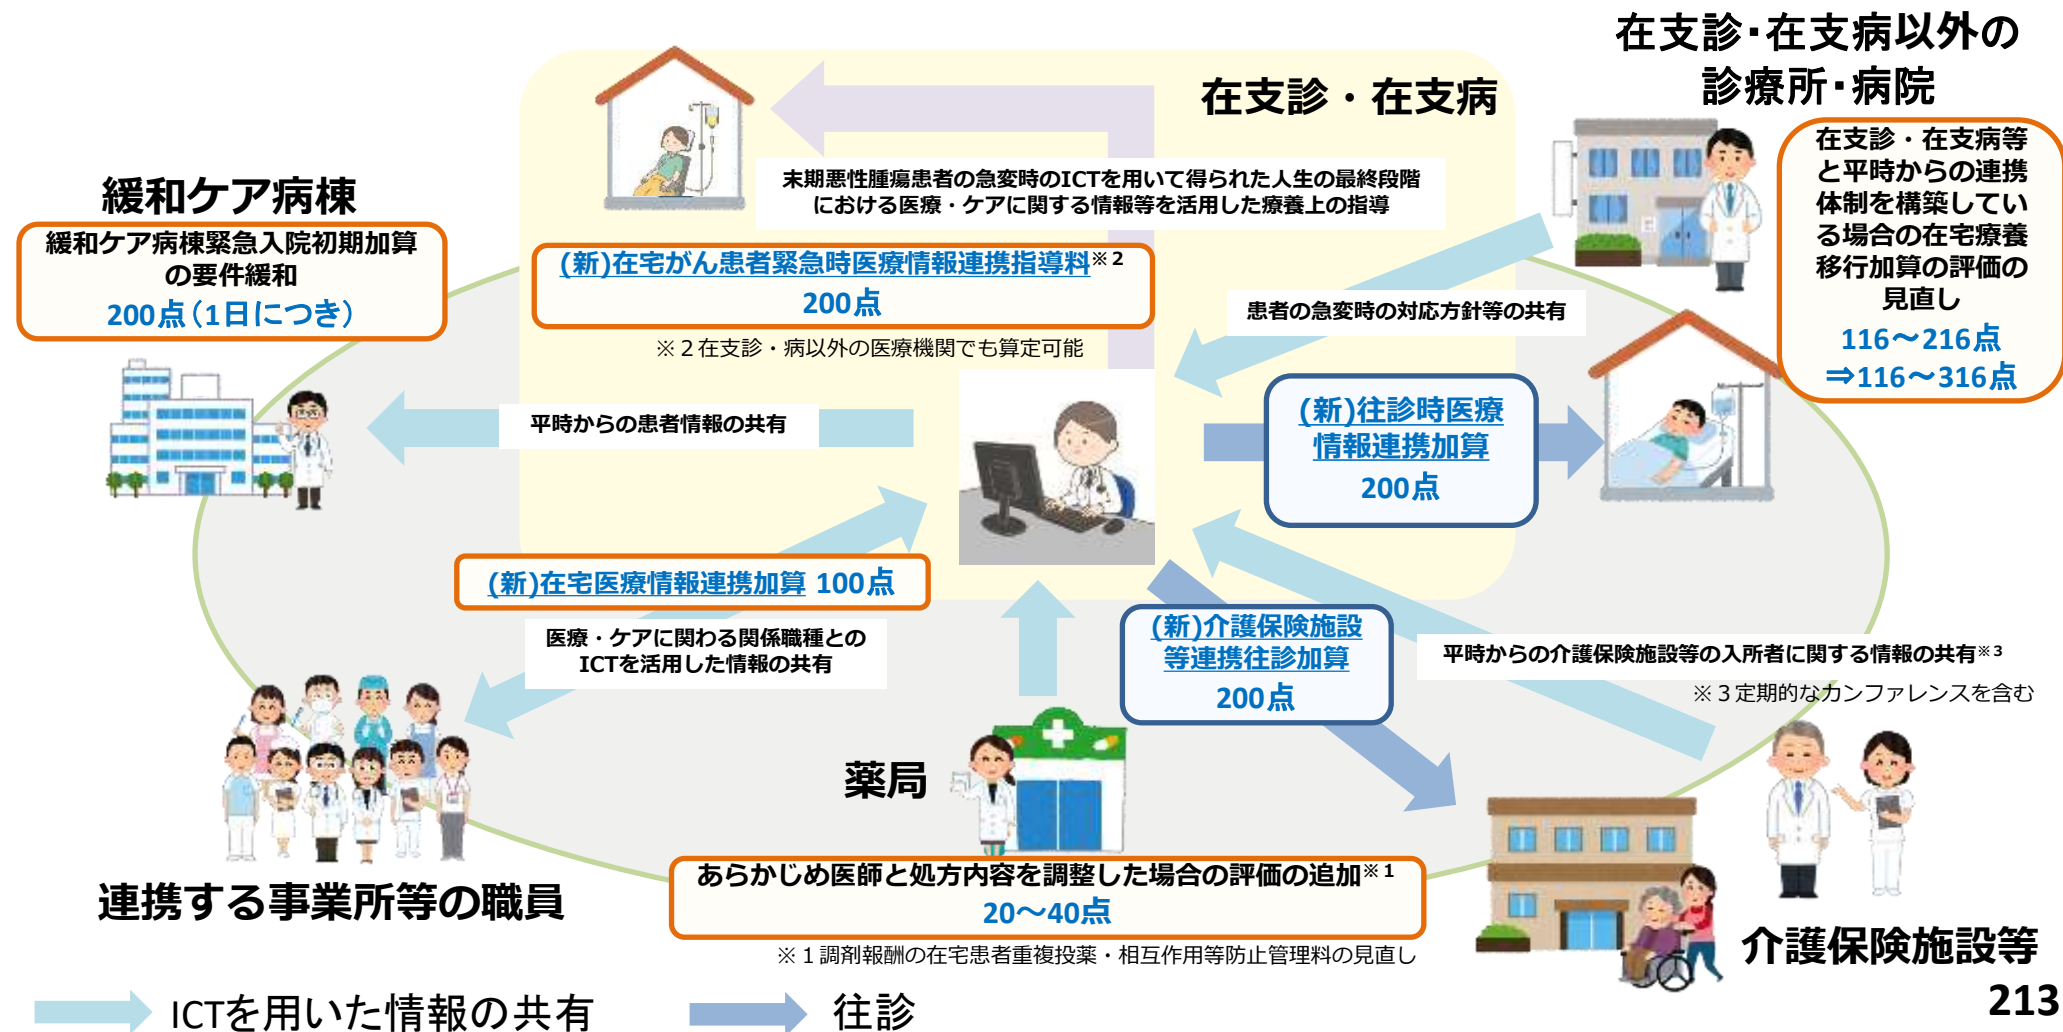 在支診・在支病以外の
診療所・病院
在支診・在支病
在支診・在支病等
と平時からの連携
体制を構築してい
る場合の在宅療養
移行加算の評価の
見直し
116～216点
⇒116～316点
末期悪性腫瘍患者の急変時のICTを用いて得られた人生の最終段階
における医療・ケアに関する情報等を活用した療養上の指導
緩和ケア病棟
緩和ケア病棟緊急入院初期加算
の要件緩和
200点（1日につき）
(新)在宅がん患者緊急時医療情報連携指導料※２
200点
※２在支診・病以外の医療機関でも算定可能
患者の急変時の対応方針等の共有
平時からの患者情報の共有
(新)往診時医療
情報連携加算
200点
(新)在宅医療情報連携加算 100点
医療・ケアに関わる関係職種との
ICTを活用した情報の共有
(新)介護保険施設
等連携往診加算
200点
平時からの介護保険施設等の入所者に関する情報の共有※３
※３定期的なカンファレンスを含む
薬局
連携する事業所等の職員
あらかじめ医師と処方内容を調整した場合の評価の追加※１
20～40点
※１調剤報酬の在宅患者重複投薬・相互作用等防止管理料の見直し
介護保険施設等
ICTを用いた情報の共有
往診
213